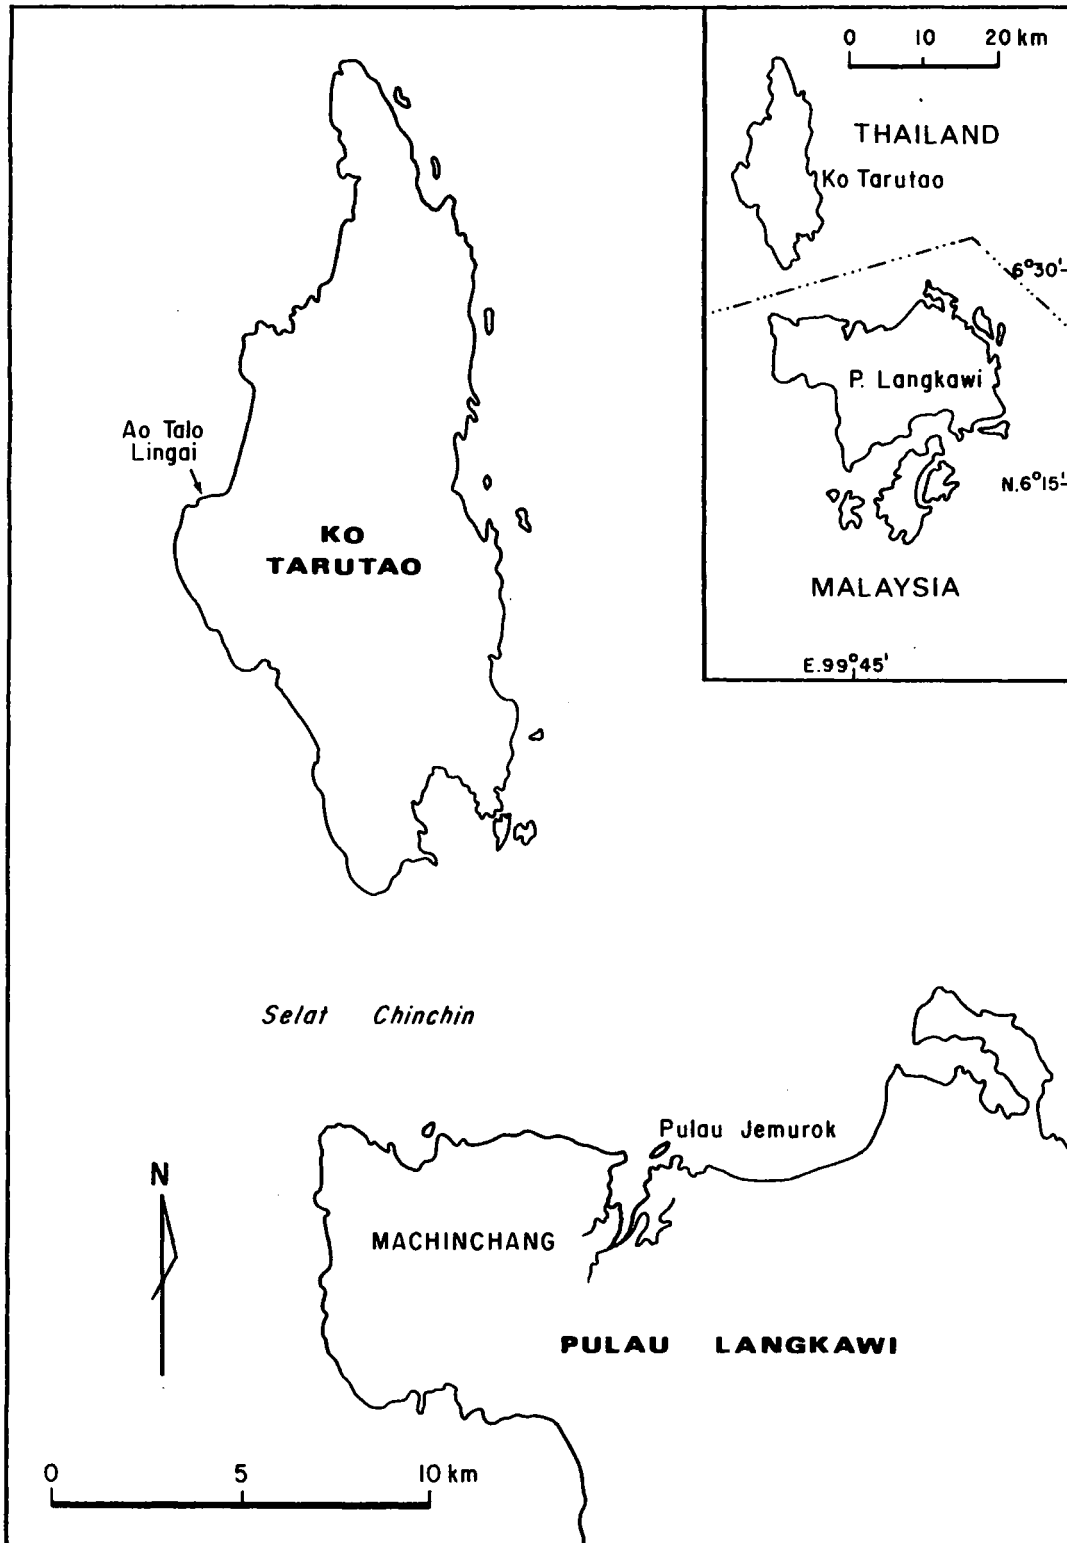 0 10 20 km
THAILAND
Ko Tarutao
6°30'
P. Langkawi
N.6°15'
MALAYSIA
E.99°45'
Ao Talo
Lingai
KO
TARUTAO
Selat Chinchin
Pulau Jemurok
N
MACHINCHANG
PULAU LANGKAWI
0 5 10 km